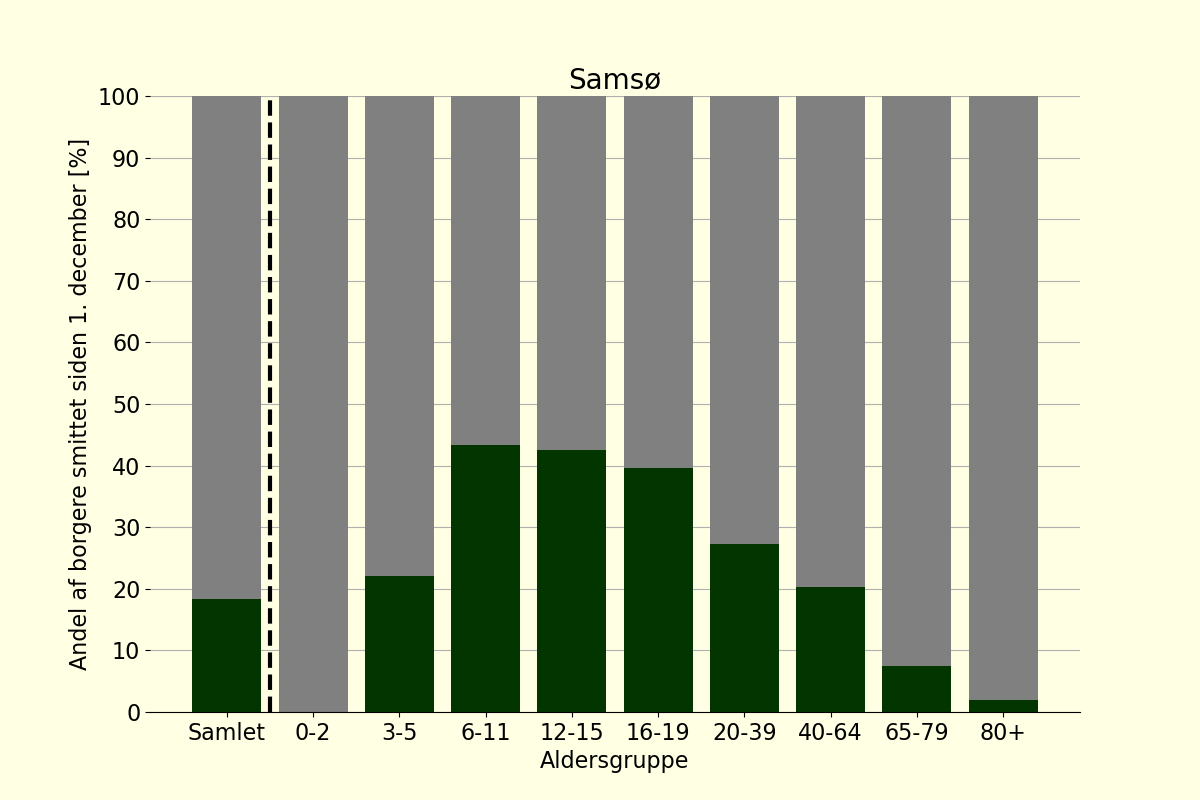 Samsø
Andel af borgere smittet siden 1. december [%]
100
90
80
70
60
50
40
30
20
10
0
Samlet 0-2 3-5 6-11 12-15 16-19 20-39 40-64 65-79 80+
Aldersgruppe